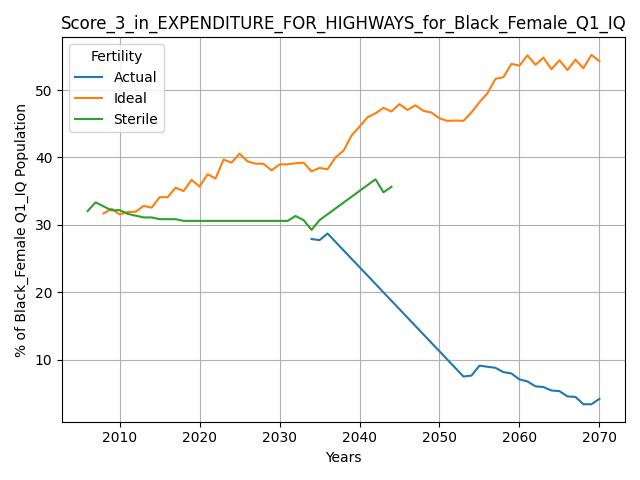 Score_3_in_EXPENDITURE_FOR_HIGHWAYS_for_Black_Female_Q1_IQ
Fertility
Actual
Ideal
Sterile
% of Black_Female Q1_IQ Population
50
40
30
20
10
2010 2020 2030 2040 2050 2060 2070
Years